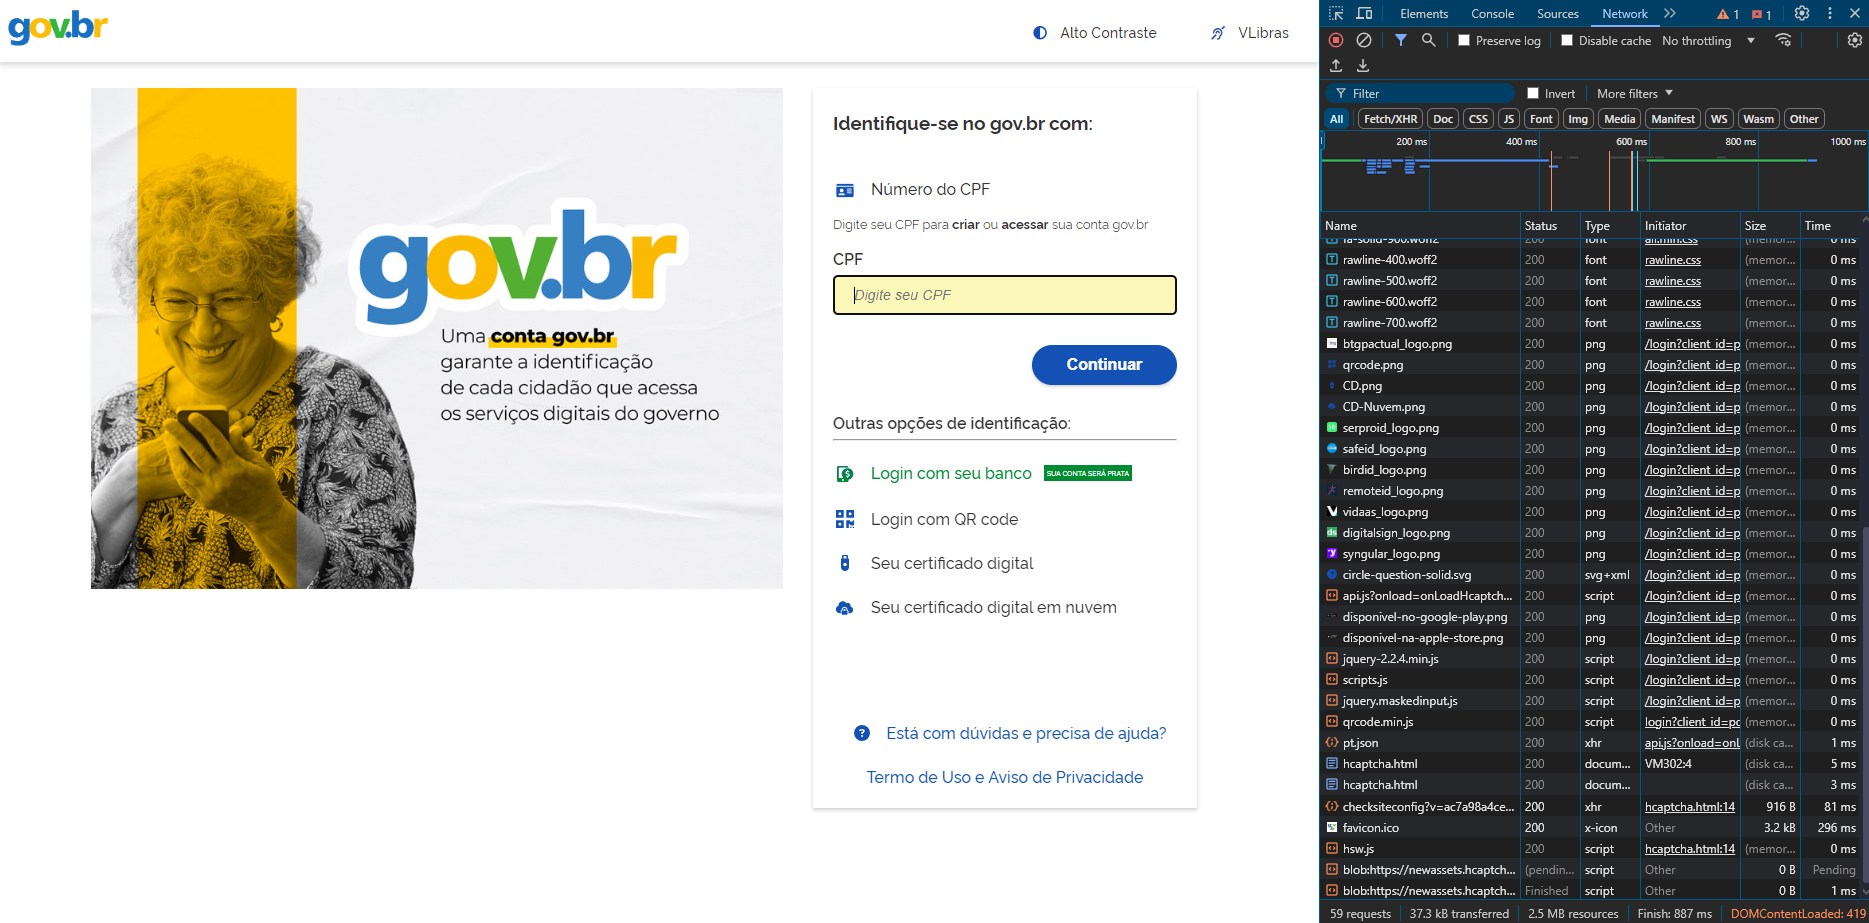 gov.br
Alto Contraste
VLibras
gov.br
Uma conta gov.br
garante a identificação
de cada cidadão que acessa
os serviços digitais do governo
Identifique-se no gov.br com:
Número do CPF
Digite seu CPF para criar ou acessar sua conta gov.br
CPF
Digite seu CPF
Continuar
Outras opções de identificação:
Login com seu banco SUA CONTA SERÁ PRATA
Login com QR code
Seu certificado digital
Seu certificado digital em nuvem
Está com dúvidas e precisa de ajuda?
Termo de Uso e Aviso de Privacidade
Elements Console Sources Network 1 1
Preserve log Disable cache No throttling
Filter Invert More filters
All Fetch/XHR Doc CSS JS Font Img Media Manifest WS Wasm Other
200 ms 400 ms 600 ms 800 ms 1000 ms
Name Status Type Initiator Size Time
fa-solid-900.woff2 200 font all.min.css (memor... 0 ms
rawline-400.woff2 200 font rawline.css (memor... 0 ms
rawline-500.woff2 200 font rawline.css (memor... 0 ms
rawline-600.woff2 200 font rawline.css (memor... 0 ms
rawline-700.woff2 200 font rawline.css (memor... 0 ms
btgpactual_logo.png 200 png /login?client_id=p (memor... 0 ms
qrcode.png 200 png /login?client_id=p (memor... 0 ms
CD.png 200 png /login?client_id=p (memor... 0 ms
CD-Nuvem.png 200 png /login?client_id=p (memor... 0 ms
serproid_logo.png 200 png /login?client_id=p (memor... 0 ms
safeid_logo.png 200 png /login?client_id=p (memor... 0 ms
birdid_logo.png 200 png /login?client_id=p (memor... 0 ms
remoteid_logo.png 200 png /login?client_id=p (memor... 0 ms
vidaas_logo.png 200 png /login?client_id=p (memor... 0 ms
digitalsign_logo.png 200 png /login?client_id=p (memor... 0 ms
syngular_logo.png 200 png /login?client_id=p (memor... 0 ms
circle-question-solid.svg 200 svg+xml /login?client_id=p (memor... 0 ms
api.js?onload=onLoadHcaptch... 200 script /login?client_id=p (memor... 0 ms
disponivel-no-google-play.png 200 png /login?client_id=p (memor... 0 ms
disponivel-na-apple-store.png 200 png /login?client_id=p (memor... 0 ms
jquery-2.2.4.min.js 200 script /login?client_id=p (memor... 0 ms
scripts.js 200 script /login?client_id=p (memor... 0 ms
jquery.maskedinput.js 200 script /login?client_id=p (memor... 0 ms
qrcode.min.js 200 script login?client_id=po (memor... 0 ms
pt.json 200 xhr api.js?onload=onL (disk ca... 1 ms
hcaptcha.html 200 docum... VM302:4 (disk ca... 5 ms
hcaptcha.html 200 docum... (disk ca... 3 ms
checksiteconfig?v=ac7a98a4ce... 200 xhr hcaptcha.html:14 916 B 81 ms
favicon.ico 200 x-icon Other 3.2 kB 296 ms
hsw.js 200 script hcaptcha.html:14 (memor... 0 ms
blob:https://newassets.hcaptch... (pendin... script Other 0 B Pending
blob:https://newassets.hcaptch... Finished script Other 0 B 1 ms
59 requests 37.3 kB transferred 2.5 MB resources Finish: 887 ms DOMContentLoaded: 419